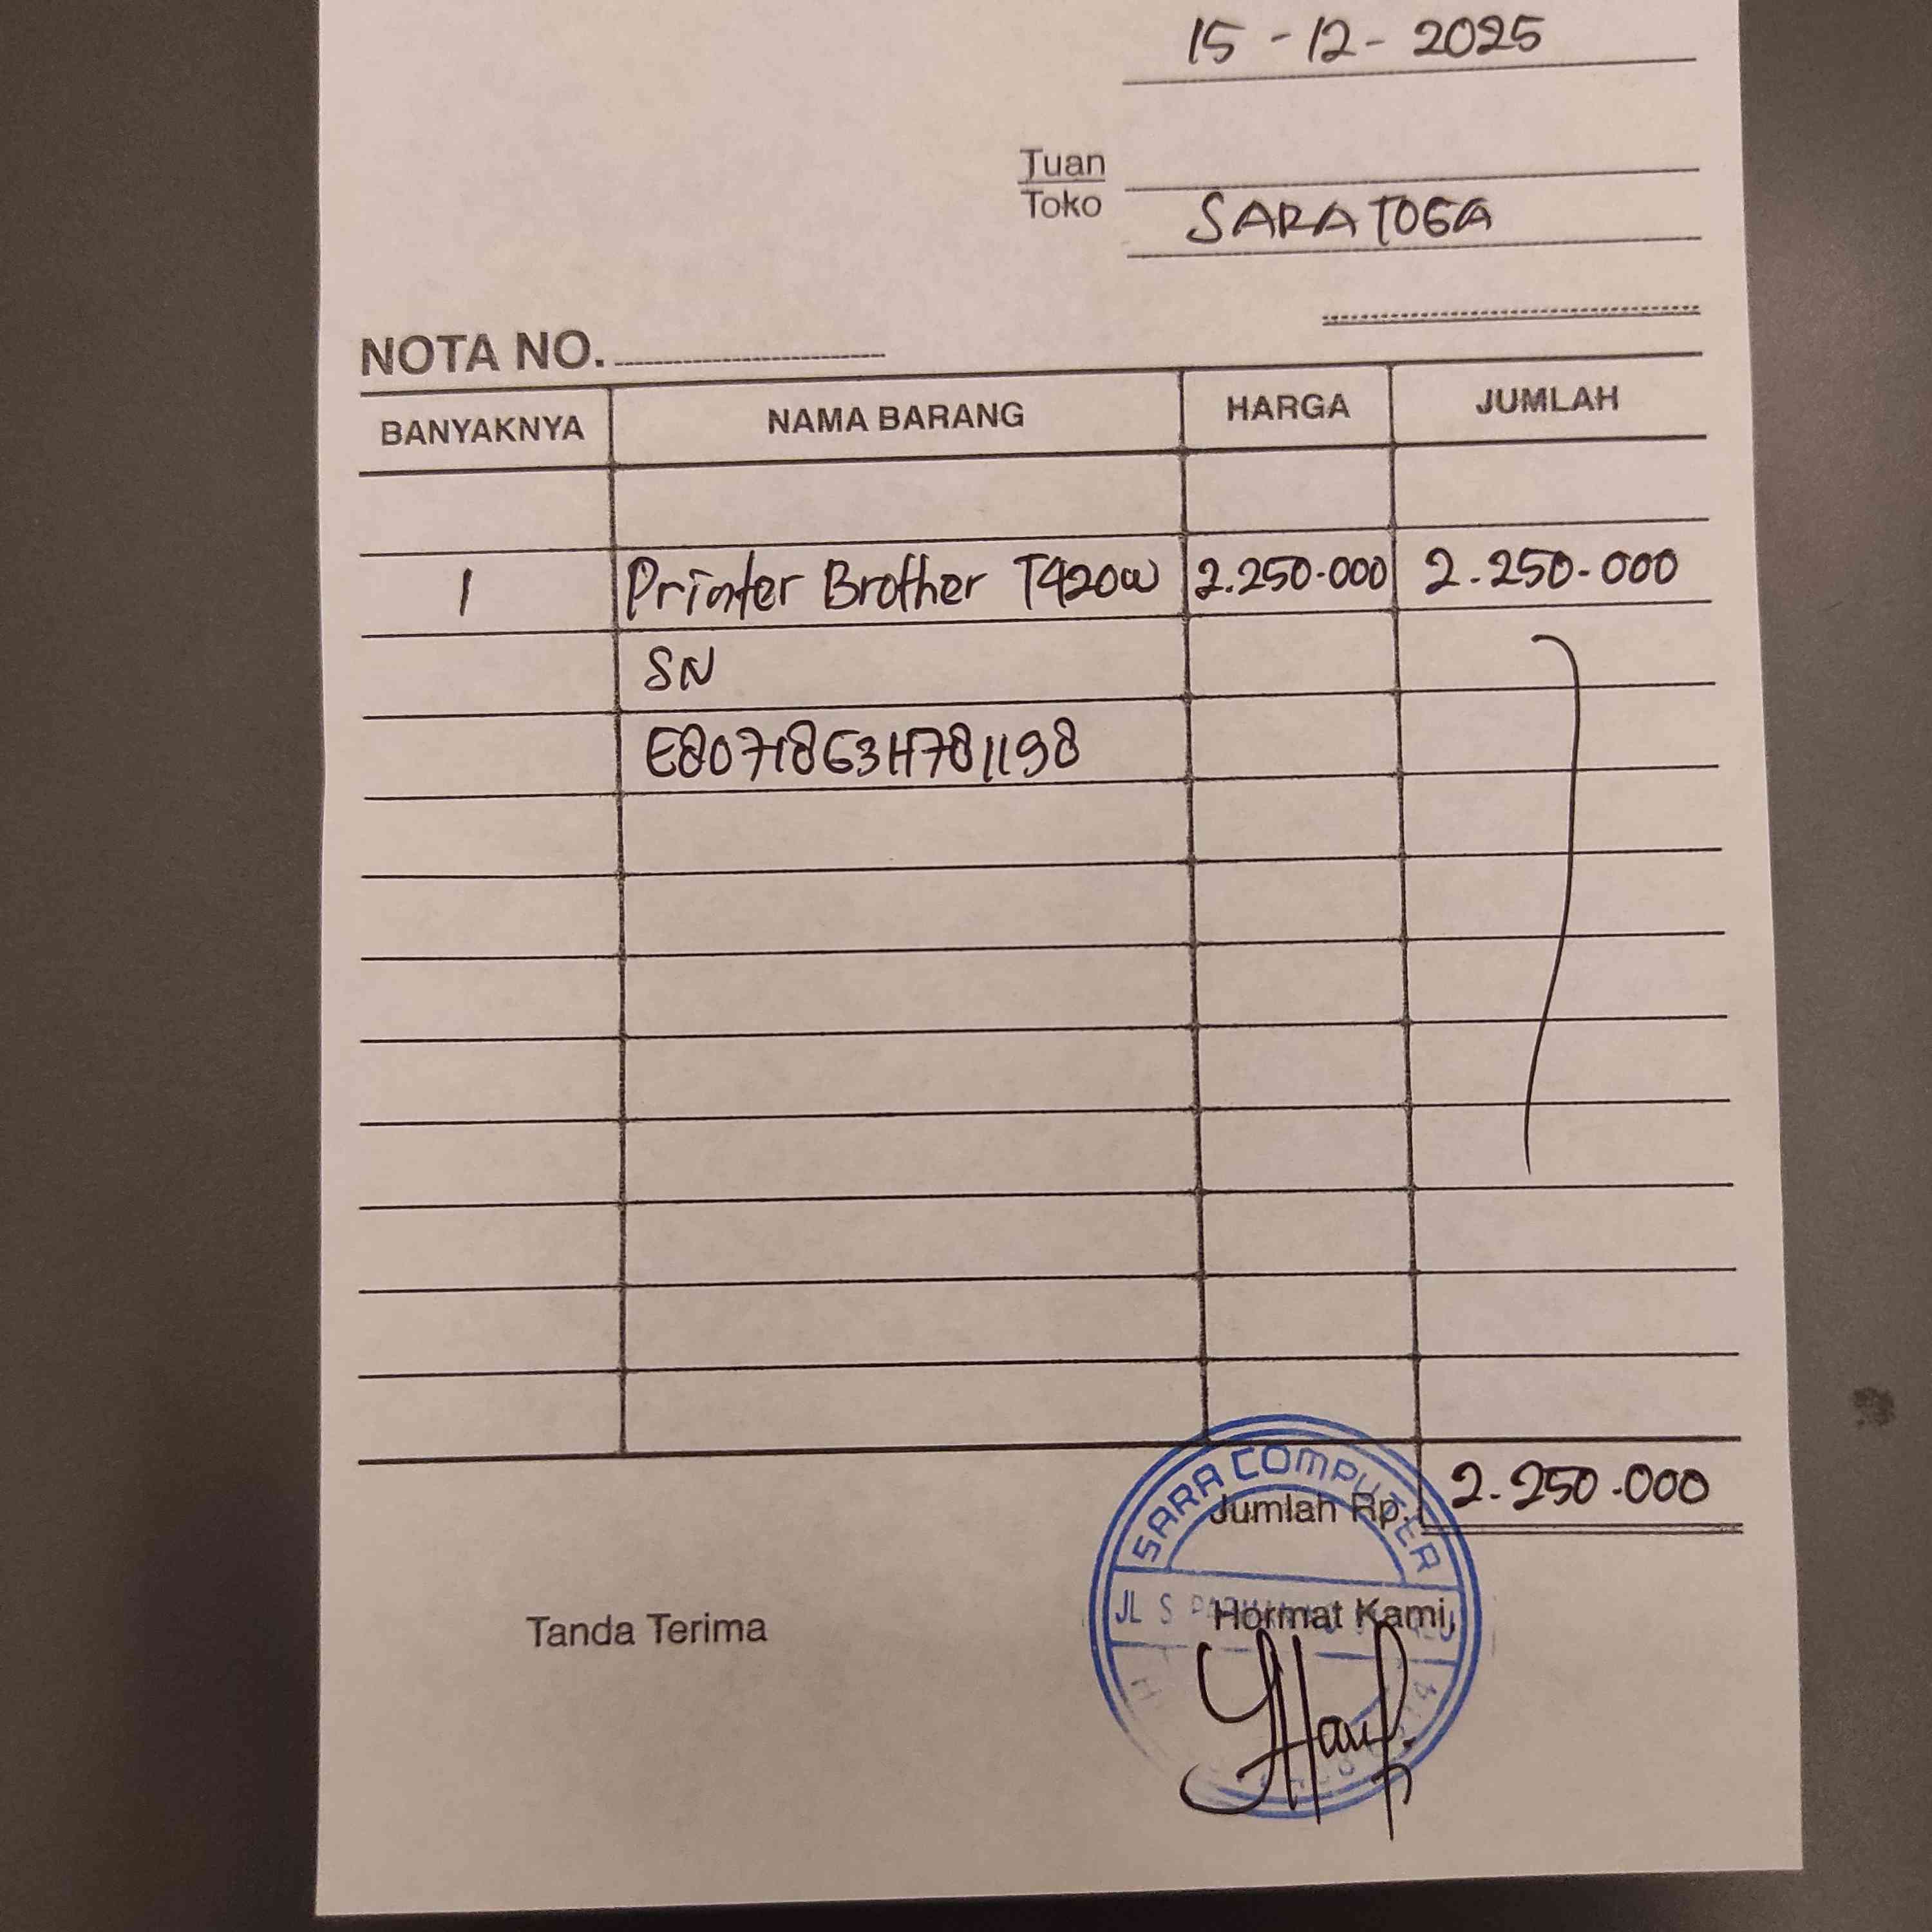 15 - 12 - 2025
Tuan
Toko
SARATOGA
NOTA NO.
BANYAKNYA NAMA BARANG HARGA JUMLAH
1 Printer Brother T420W 2.250.000 2.250.000
SN
E80718G3H781198
SARA COMPUTER
Jumlah Rp. 2.250.000
JL S
Tanda Terima Hormat Kami,